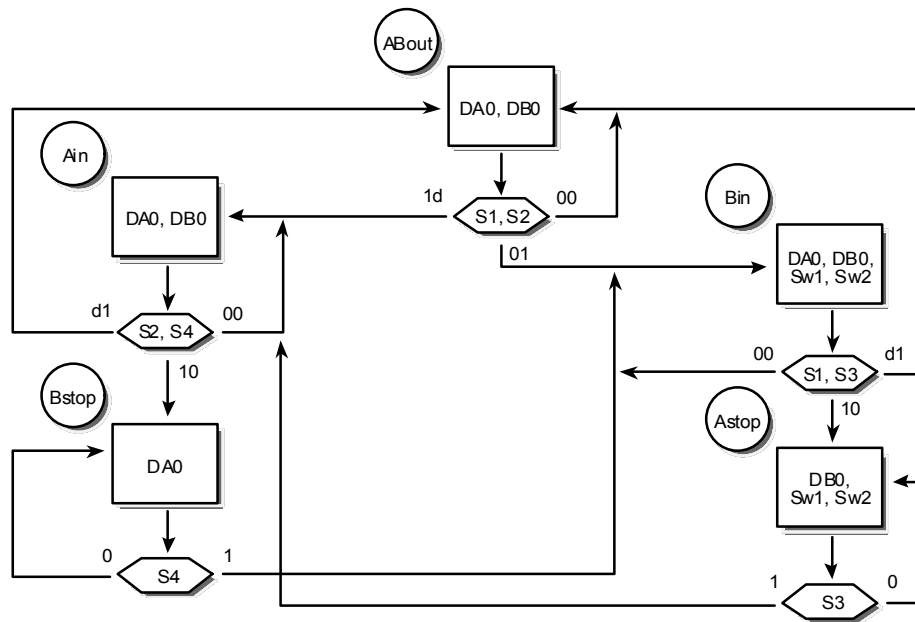 ABout
DA0, DB0
Ain
1d
S1, S2
00
Bin
DA0, DB0
01
DA0, DB0,
Sw1, Sw2
d1
S2, S4
00
00
S1, S3
d1
10
10
Bstop
Astop
DA0
DB0,
Sw1, Sw2
0
S4
1
1
S3
0